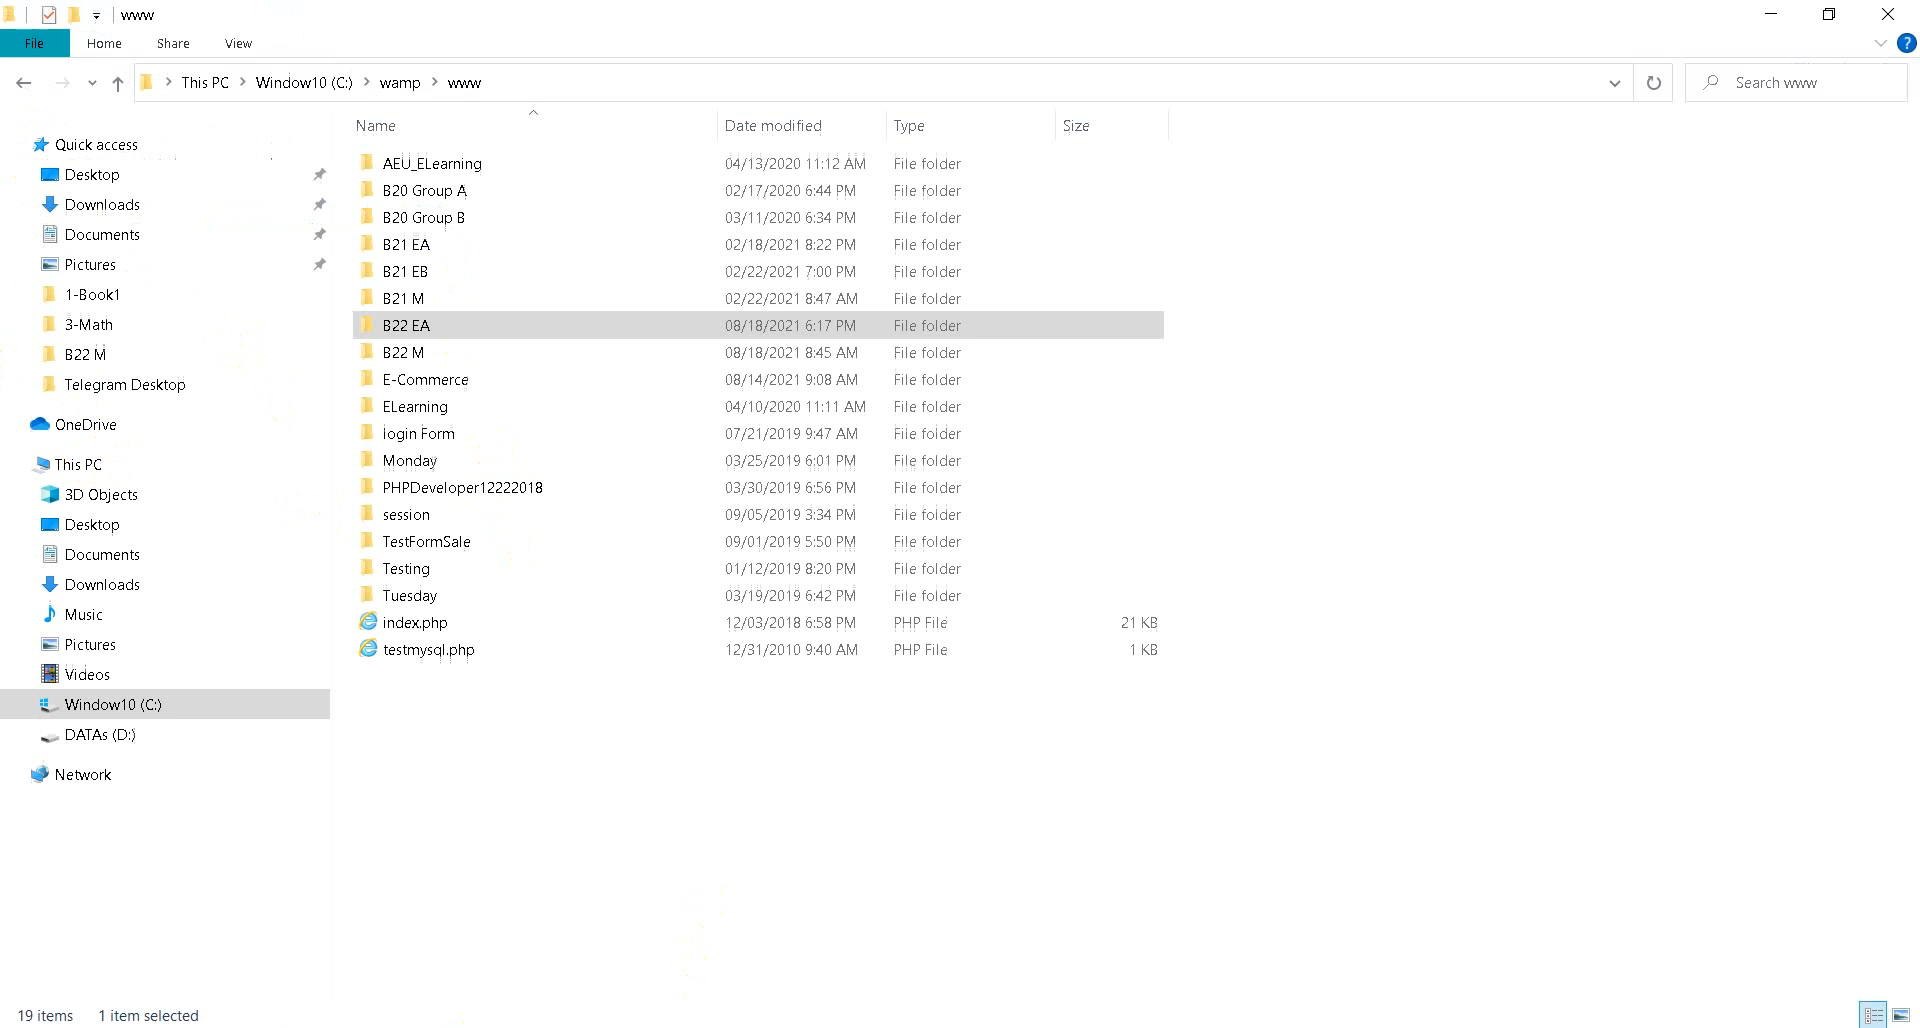 www
File Home Share View
This PC Window10 (C:) wamp www Search www
Name Date modified Type Size
Quick access
Desktop
Downloads
Documents
Pictures
1-Book1
3-Math
B22 M
Telegram Desktop
OneDrive
This PC
3D Objects
Desktop
Documents
Downloads
Music
Pictures
Videos
Window10 (C:)
DATAs (D:)
Network
AEU_ELearning 04/13/2020 11:12 AM File folder
B20 Group A 02/17/2020 6:44 PM File folder
B20 Group B 03/11/2020 6:34 PM File folder
B21 EA 02/18/2021 8:22 PM File folder
B21 EB 02/22/2021 7:00 PM File folder
B21 M 02/22/2021 8:47 AM File folder
B22 EA 08/18/2021 6:17 PM File folder
B22 M 08/18/2021 8:45 AM File folder
E-Commerce 08/14/2021 9:08 AM File folder
ELearning 04/10/2020 11:11 AM File folder
login Form 07/21/2019 9:47 AM File folder
Monday 03/25/2019 6:01 PM File folder
PHPDeveloper12222018 03/30/2019 6:56 PM File folder
session 09/05/2019 3:34 PM File folder
TestFormSale 09/01/2019 5:50 PM File folder
Testing 01/12/2019 8:20 PM File folder
Tuesday 03/19/2019 6:42 PM File folder
index.php 12/03/2018 6:58 PM PHP File 21 KB
testmysql.php 12/31/2010 9:40 AM PHP File 1 KB
19 items 1 item selected